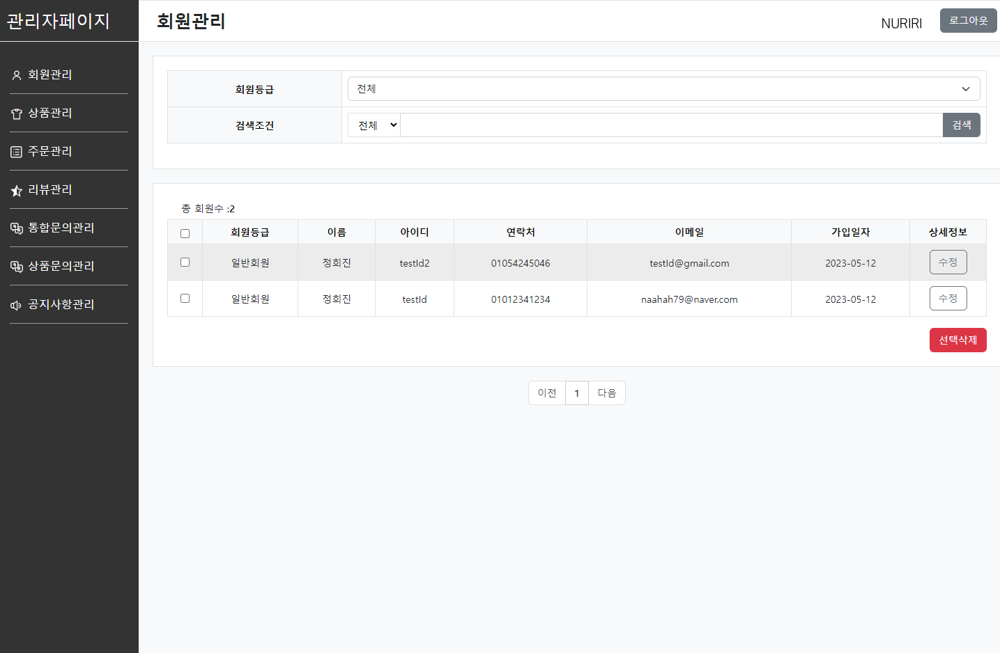 관리자페이지
회원관리
NURIRI
로그아웃
회원관리
상품관리
주문관리
리뷰관리
통합문의관리
상품문의관리
공지사항관리
회원등급 전체
검색조건 전체 검색
총 회원수 :2
회원등급 이름 아이디 연락처 이메일 가입일자 상세정보
일반회원 정희진 testId2 01054245046 testId@gmail.com 2023-05-12 수정
일반회원 정희진 testId 01012341234 naahah79@naver.com 2023-05-12 수정
선택삭제
이전 1 다음